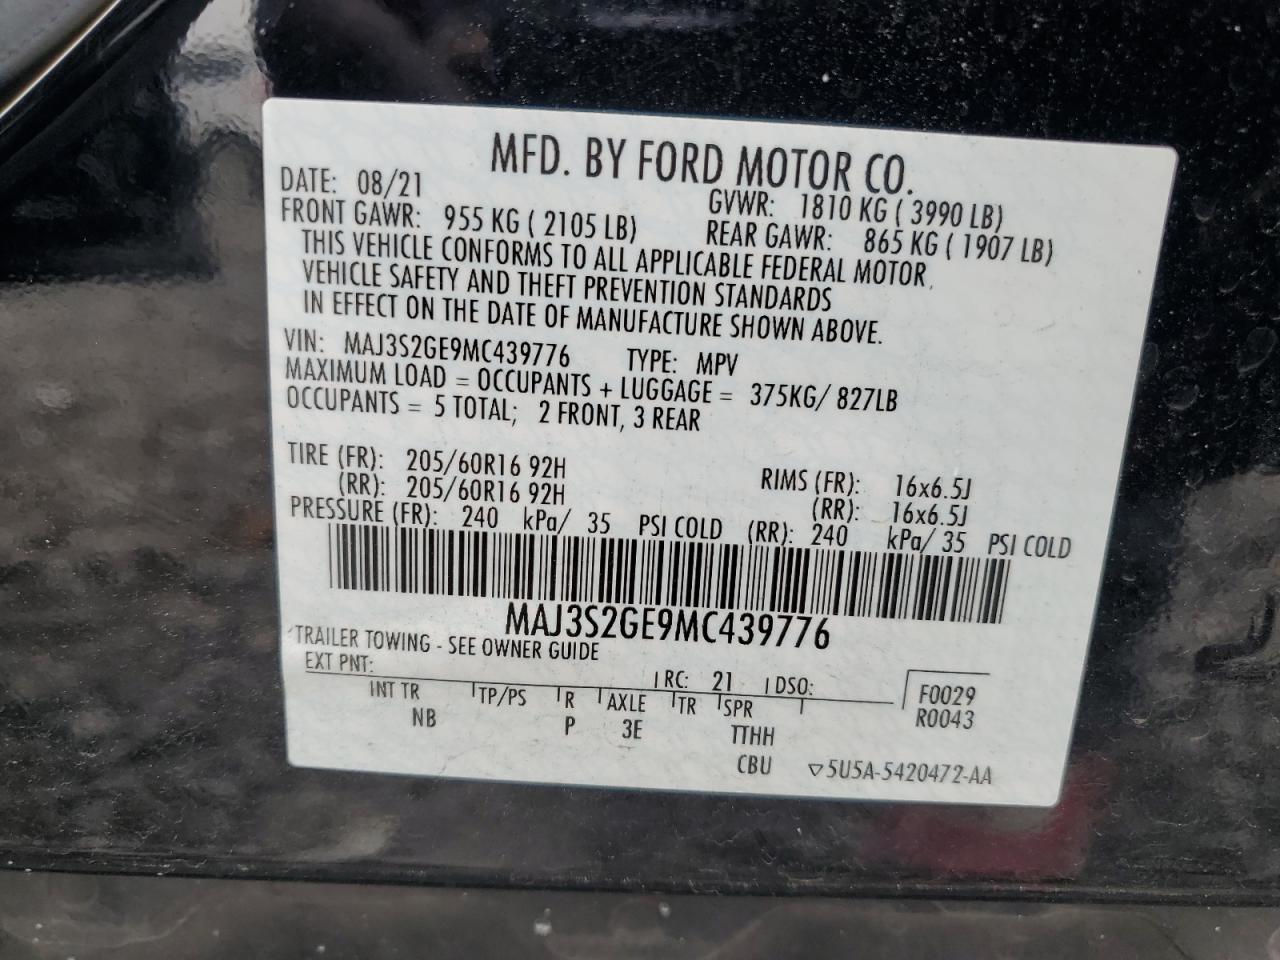 MFD. BY FORD MOTOR CO.
DATE: 08/21 GVWR: 1810 KG ( 3990 LB)
FRONT GAWR: 955 KG ( 2105 LB) REAR GAWR: 865 KG ( 1907 LB)
THIS VEHICLE CONFORMS TO ALL APPLICABLE FEDERAL MOTOR
VEHICLE SAFETY AND THEFT PREVENTION STANDARDS
IN EFFECT ON THE DATE OF MANUFACTURE SHOWN ABOVE.
VIN: MAJ3S2GE9MC439776 TYPE: MPV
MAXIMUM LOAD = OCCUPANTS + LUGGAGE = 375KG/ 827LB
OCCUPANTS = 5 TOTAL; 2 FRONT, 3 REAR
TIRE (FR): 205/60R16 92H RIMS (FR): 16x6.5J
(RR): 205/60R16 92H (RR): 16x6.5J
PRESSURE (FR): 240 kPa/ 35 PSI COLD (RR): 240 kPa/ 35 PSI COLD
MAJ3S2GE9MC439776
TRAILER TOWING - SEE OWNER GUIDE
EXT PNT: RC: 21 DSO: F0029
INT TR TP/PS R AXLE TR SPR R0043
NB P 3E TTHH
CBU ▽5U5A-5420472-AA